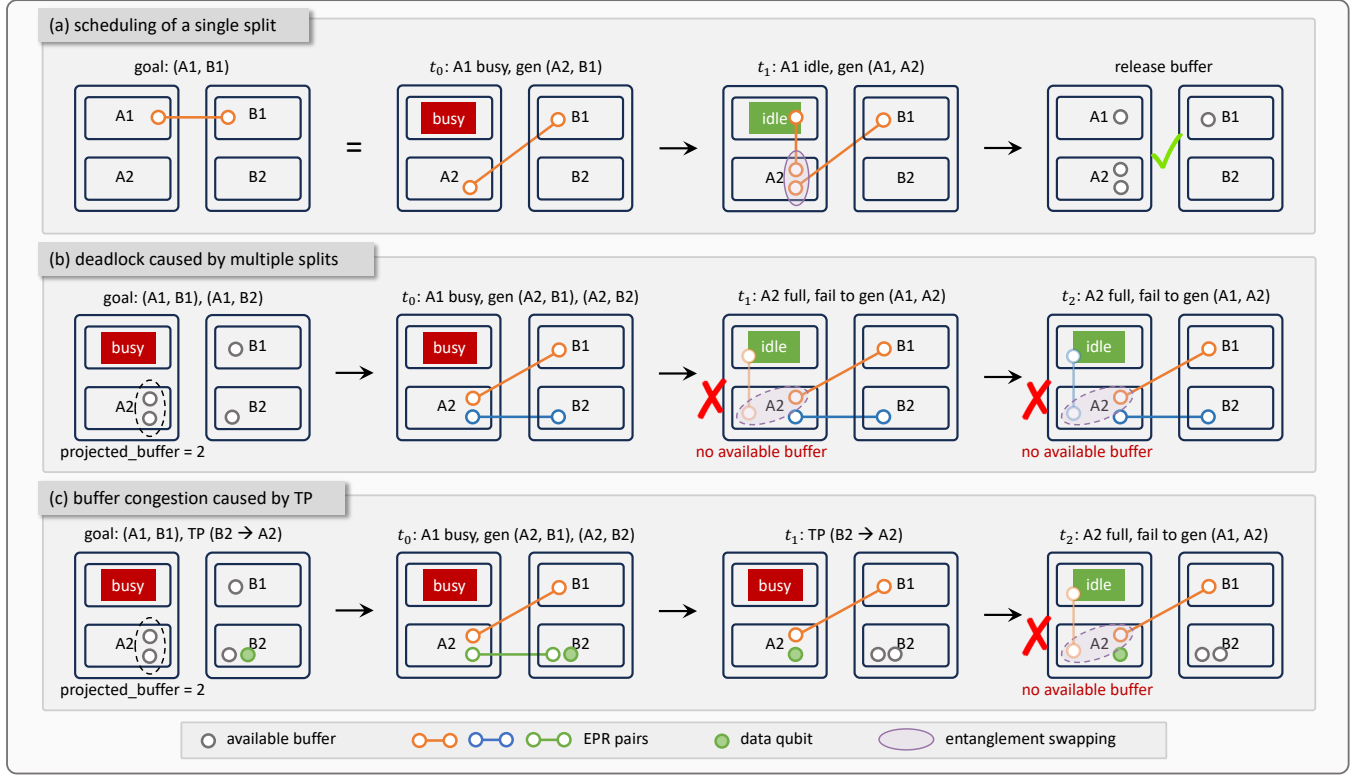 (a) scheduling of a single split
goal: (A1, B1)
t₀: A1 busy, gen (A2, B1)
t₁: A1 idle, gen (A1, A2)
release buffer
A1
B1
busy
B1
idle
B1
A1
B1
=
A2
B2
A2
B2
A2
B2
A2
B2
(b) deadlock caused by multiple splits
goal: (A1, B1), (A1, B2)
t₀: A1 busy, gen (A2, B1), (A2, B2)
t₁: A2 full, fail to gen (A1, A2)
t₂: A2 full, fail to gen (A1, A2)
busy
B1
busy
B1
idle
B1
idle
B1
A2
B2
A2
B2
A2
B2
A2
B2
projected_buffer = 2
no available buffer
no available buffer
(c) buffer congestion caused by TP
goal: (A1, B1), TP (B2 → A2)
t₀: A1 busy, gen (A2, B1), (A2, B2)
t₁: TP (B2 → A2)
t₂: A2 full, fail to gen (A1, A2)
busy
B1
busy
B1
busy
B1
idle
B1
A2
B2
A2
B2
A2
B2
A2
B2
projected_buffer = 2
no available buffer
available buffer
EPR pairs
data qubit
entanglement swapping